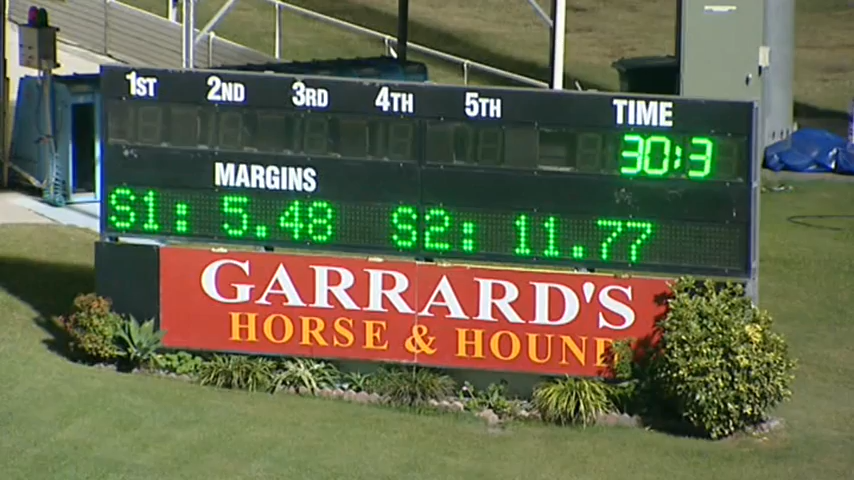 1ST 2ND 3RD 4TH 5TH TIME
30:3
MARGINS
S1: 5.48 S2: 11.77
GARRARD'S
HORSE & HOUND